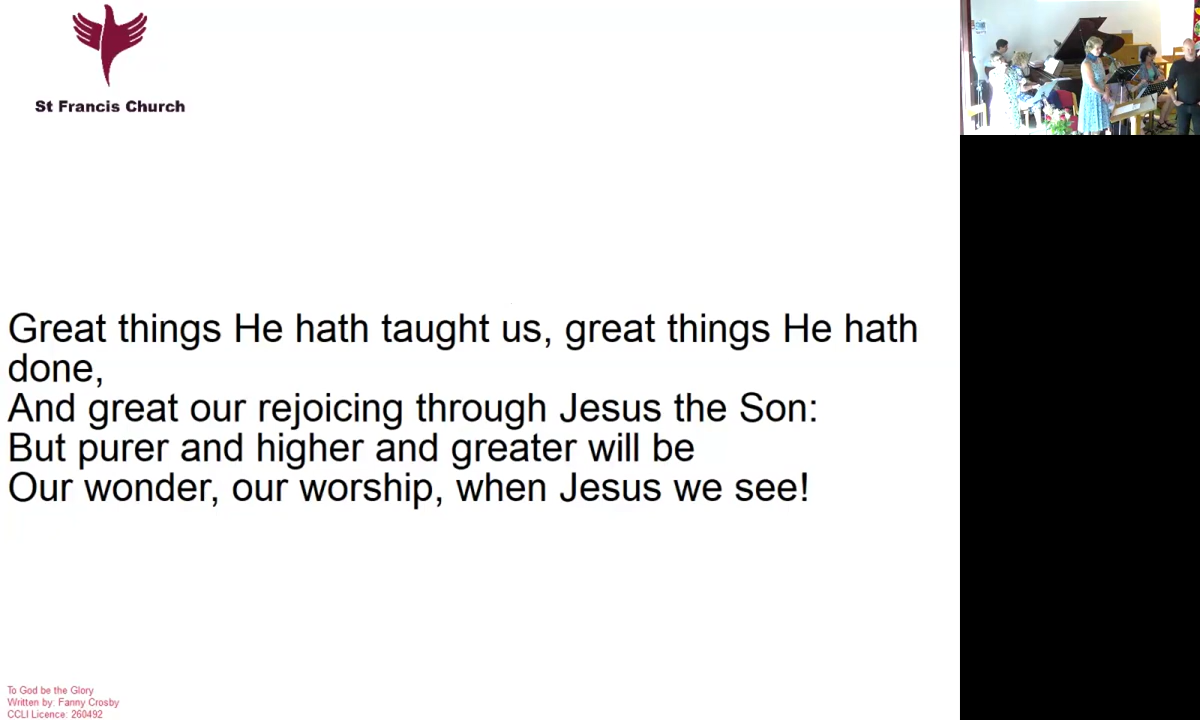 St Francis Church
Great things He hath taught us, great things He hath
done,
And great our rejoicing through Jesus the Son:
But purer and higher and greater will be
Our wonder, our worship, when Jesus we see!
To God be the Glory
Written by: Fanny Crosby
CCLI Licence: 260492